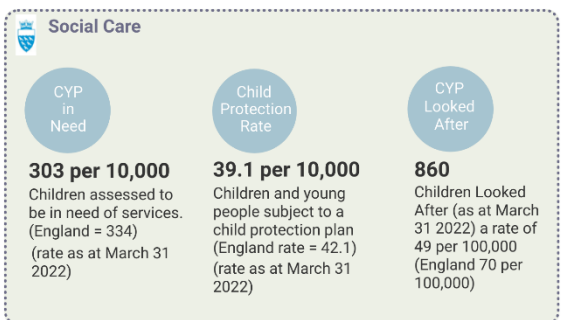 Social Care
CYP
in
Need
303 per 10,000
Children assessed to
be in need of services.
(England = 334)
(rate as at March 31
2022)
Child
Protection
Rate
39.1 per 10,000
Children and young
people subject to a
child protection plan
(England rate = 42.1)
(rate as at March 31
2022)
CYP
Looked
After
860
Children Looked
After (as at March
31 2022) a rate of
49 per 100,000
(England 70 per
100,000)